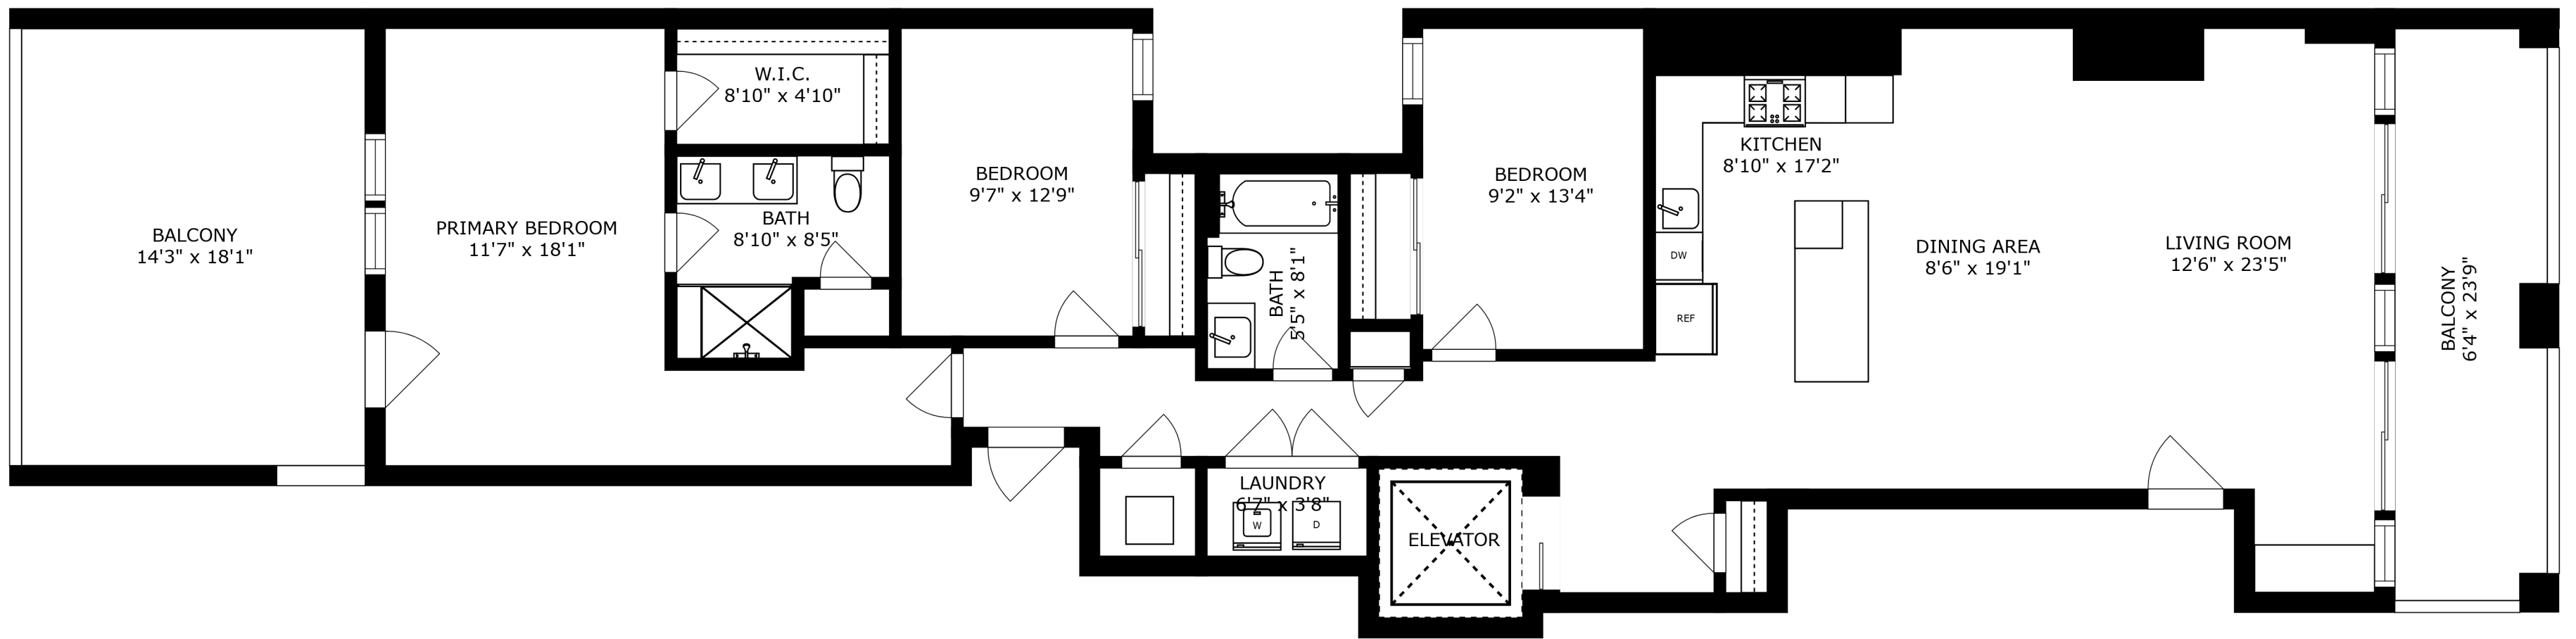 BALCONY
14'3" x 18'1"
PRIMARY BEDROOM
11'7" x 18'1"
W.I.C.
8'10" x 4'10"
BATH
8'10" x 8'5"
BEDROOM
9'7" x 12'9"
BATH
5'5" x 8'1"
BEDROOM
9'2" x 13'4"
KITCHEN
8'10" x 17'2"
DW
REF
DINING AREA
8'6" x 19'1"
LIVING ROOM
12'6" x 23'5"
BALCONY
6'4" x 23'9"
LAUNDRY
6'7" x 3'8"
W
D
ELEVATOR